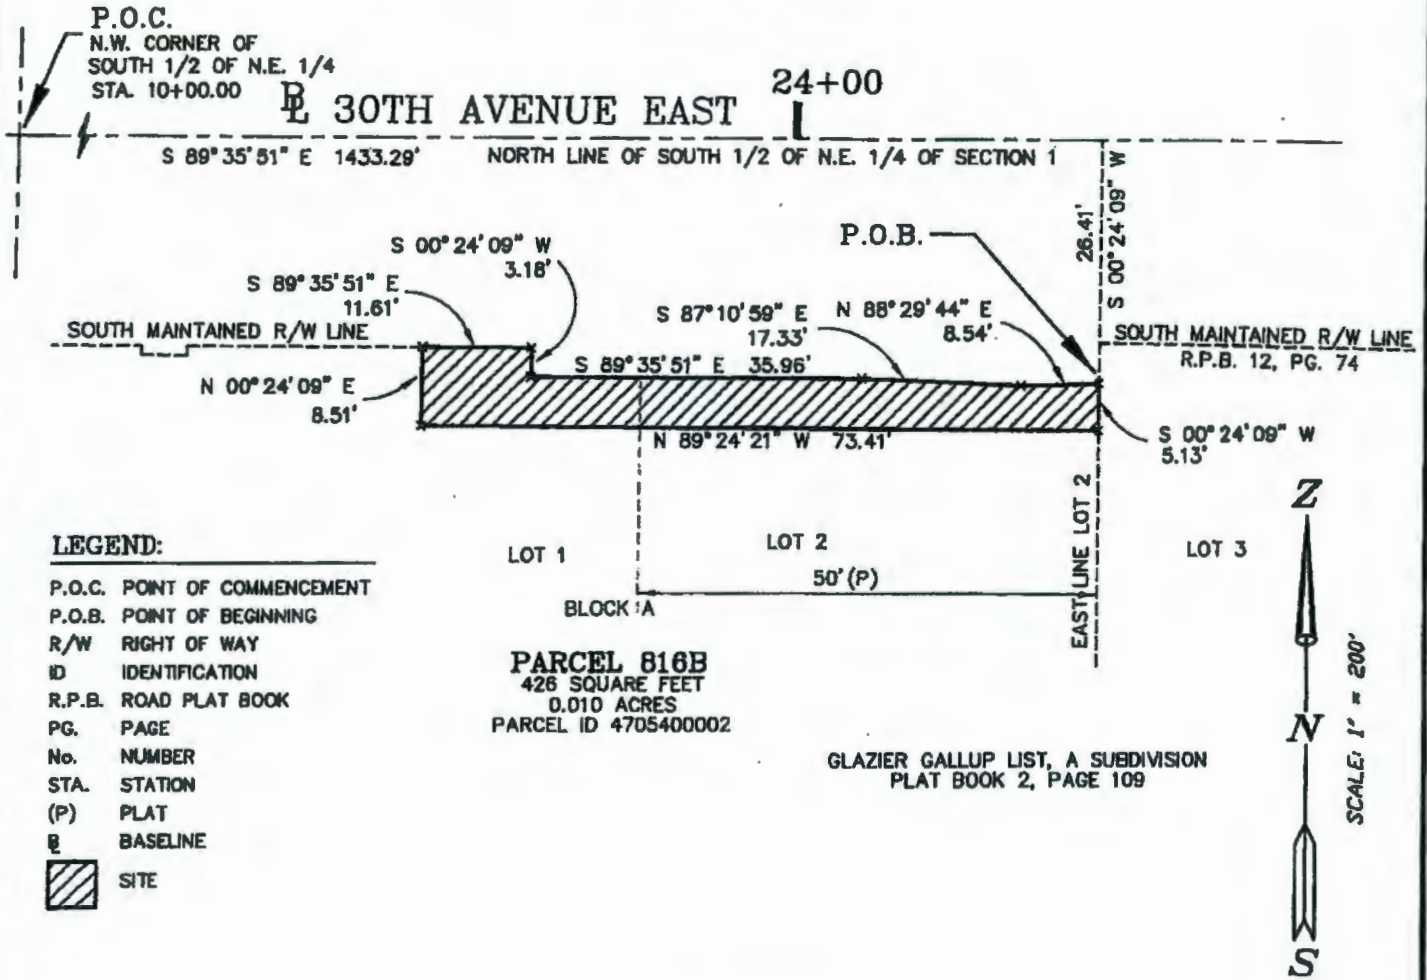 P.O.C.
N.W. CORNER OF
SOUTH 1/2 OF N.E. 1/4
STA. 10+00.00
BL 30TH AVENUE EAST
24+00
S 89°35'51" E 1433.29'
NORTH LINE OF SOUTH 1/2 OF N.E. 1/4 OF SECTION 1
26.41'
S 00°24'09" W
P.O.B.
S 00°24'09" W
3.18'
S 89°35'51" E
11.61'
S 87°10'59" E
17.33'
N 88°29'44" E
8.54'
SOUTH MAINTAINED R/W LINE
SOUTH MAINTAINED R/W LINE
R.P.B. 12, PG. 74
S 89°35'51" E 35.96'
N 00°24'09" E
8.51'
N 89°24'21" W 73.41'
S 00°24'09" W
5.13'
LOT 1
LOT 2
LOT 3
50'(P)
BLOCK A
EAST LINE LOT 2
LEGEND:
P.O.C. POINT OF COMMENCEMENT
P.O.B. POINT OF BEGINNING
R/W RIGHT OF WAY
ID IDENTIFICATION
R.P.B. ROAD PLAT BOOK
PG. PAGE
No. NUMBER
STA. STATION
(P) PLAT
BL BASELINE
SITE
PARCEL 816B
426 SQUARE FEET
0.010 ACRES
PARCEL ID 4705400002
GLAZIER GALLUP LIST, A SUBDIVISION
PLAT BOOK 2, PAGE 109
Z
N
S
SCALE: 1" = 200'